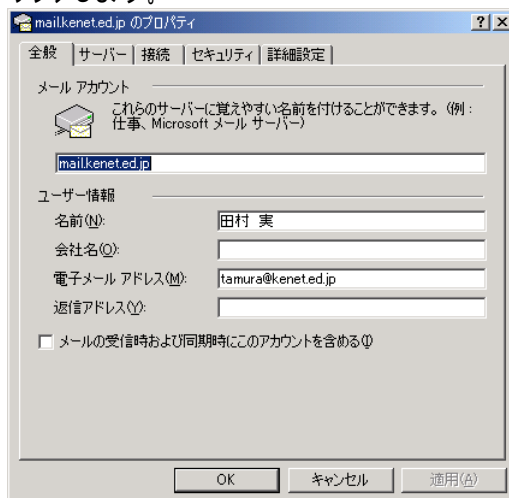 mail.kenet.ed.jp のプロパティ
全般 サーバー 接続 セキュリティ 詳細設定
メール アカウント
これらのサーバーに覚えやすい名前を付けることができます。(例:
仕事、Microsoft メール サーバー)
mail.kenet.ed.jp
ユーザー情報
名前(N):
田村 実
会社名(O):
電子メール アドレス(M):
tamura@kenet.ed.jp
返信アドレス(Y):
メールの受信時および同期時にこのアカウントを含める(I)
OK キャンセル 適用(A)